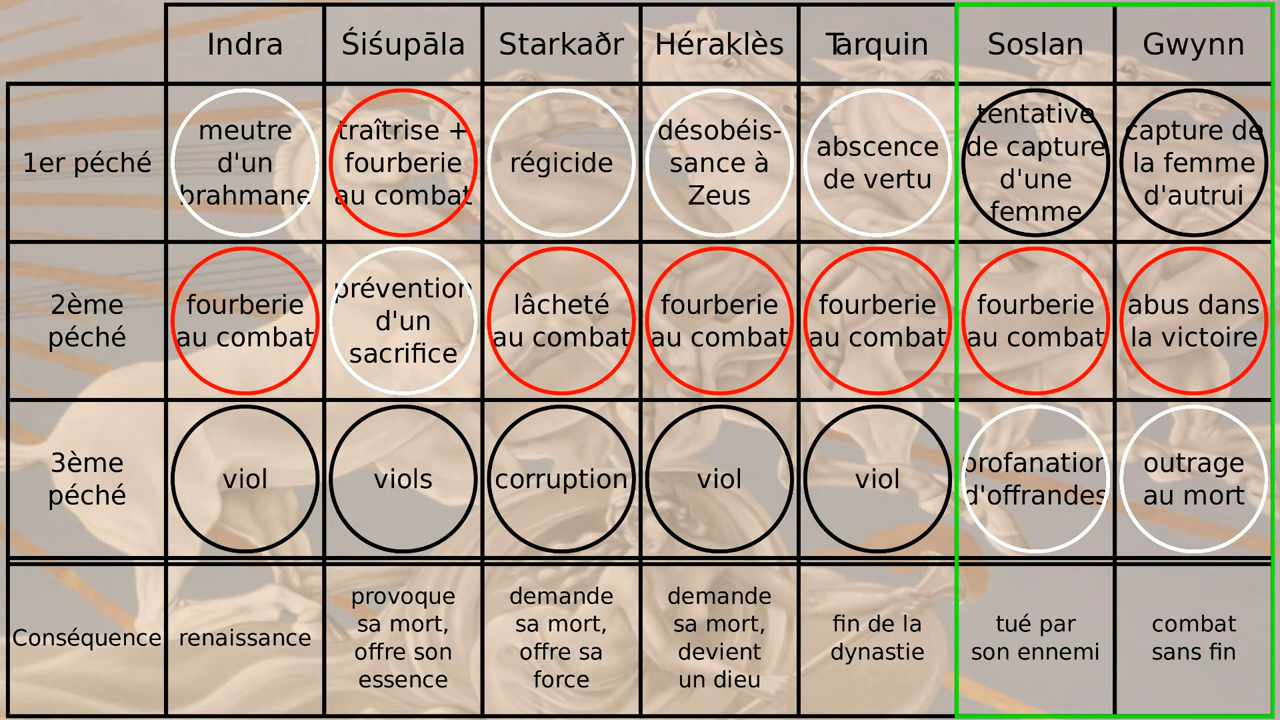 Indra
Śiśupāla
Starkaðr
Héraklès
Tarquin
Soslan
Gwynn
1er péché
meutre
d'un
brahmane
traîtrise +
fourberie
au combat
régicide
désobéis-
sance à
Zeus
abscence
de vertu
tentative
de capture
d'une
femme
capture de
la femme
d'autrui
2ème
péché
fourberie
au combat
prévention
d'un
sacrifice
lâcheté
au combat
fourberie
au combat
fourberie
au combat
fourberie
au combat
abus dans
la victoire
3ème
péché
viol
viols
corruption
viol
viol
profanation
d'offrandes
outrage
au mort
Conséquence
renaissance
provoque
sa mort,
offre son
essence
demande
sa mort,
offre sa
force
demande
sa mort,
devient
un dieu
fin de la
dynastie
tué par
son ennemi
combat
sans fin